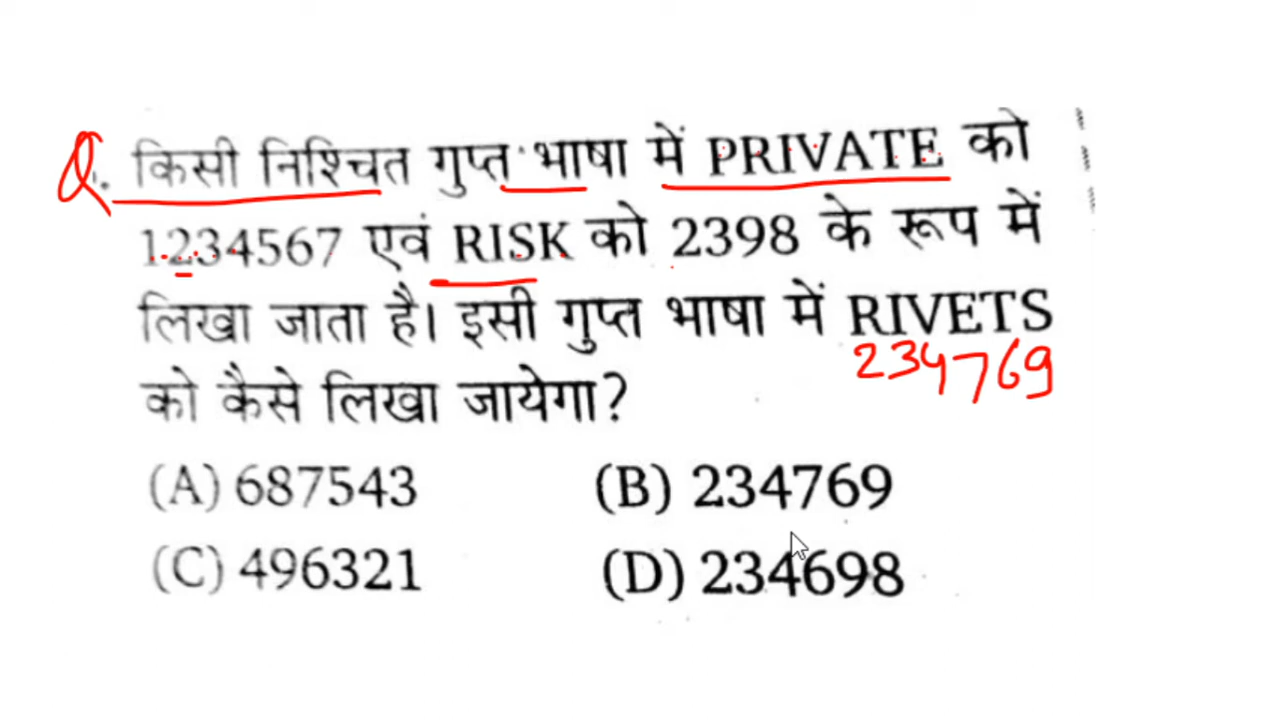 Q. किसी निश्चित गुप्त भाषा में PRIVATE को
1234567 एवं RISK को 2398 के रूप में
लिखा जाता है। इसी गुप्त भाषा में RIVETS
234769
को कैसे लिखा जायेगा?
(A) 687543 (B) 234769
(C) 496321 (D) 234698